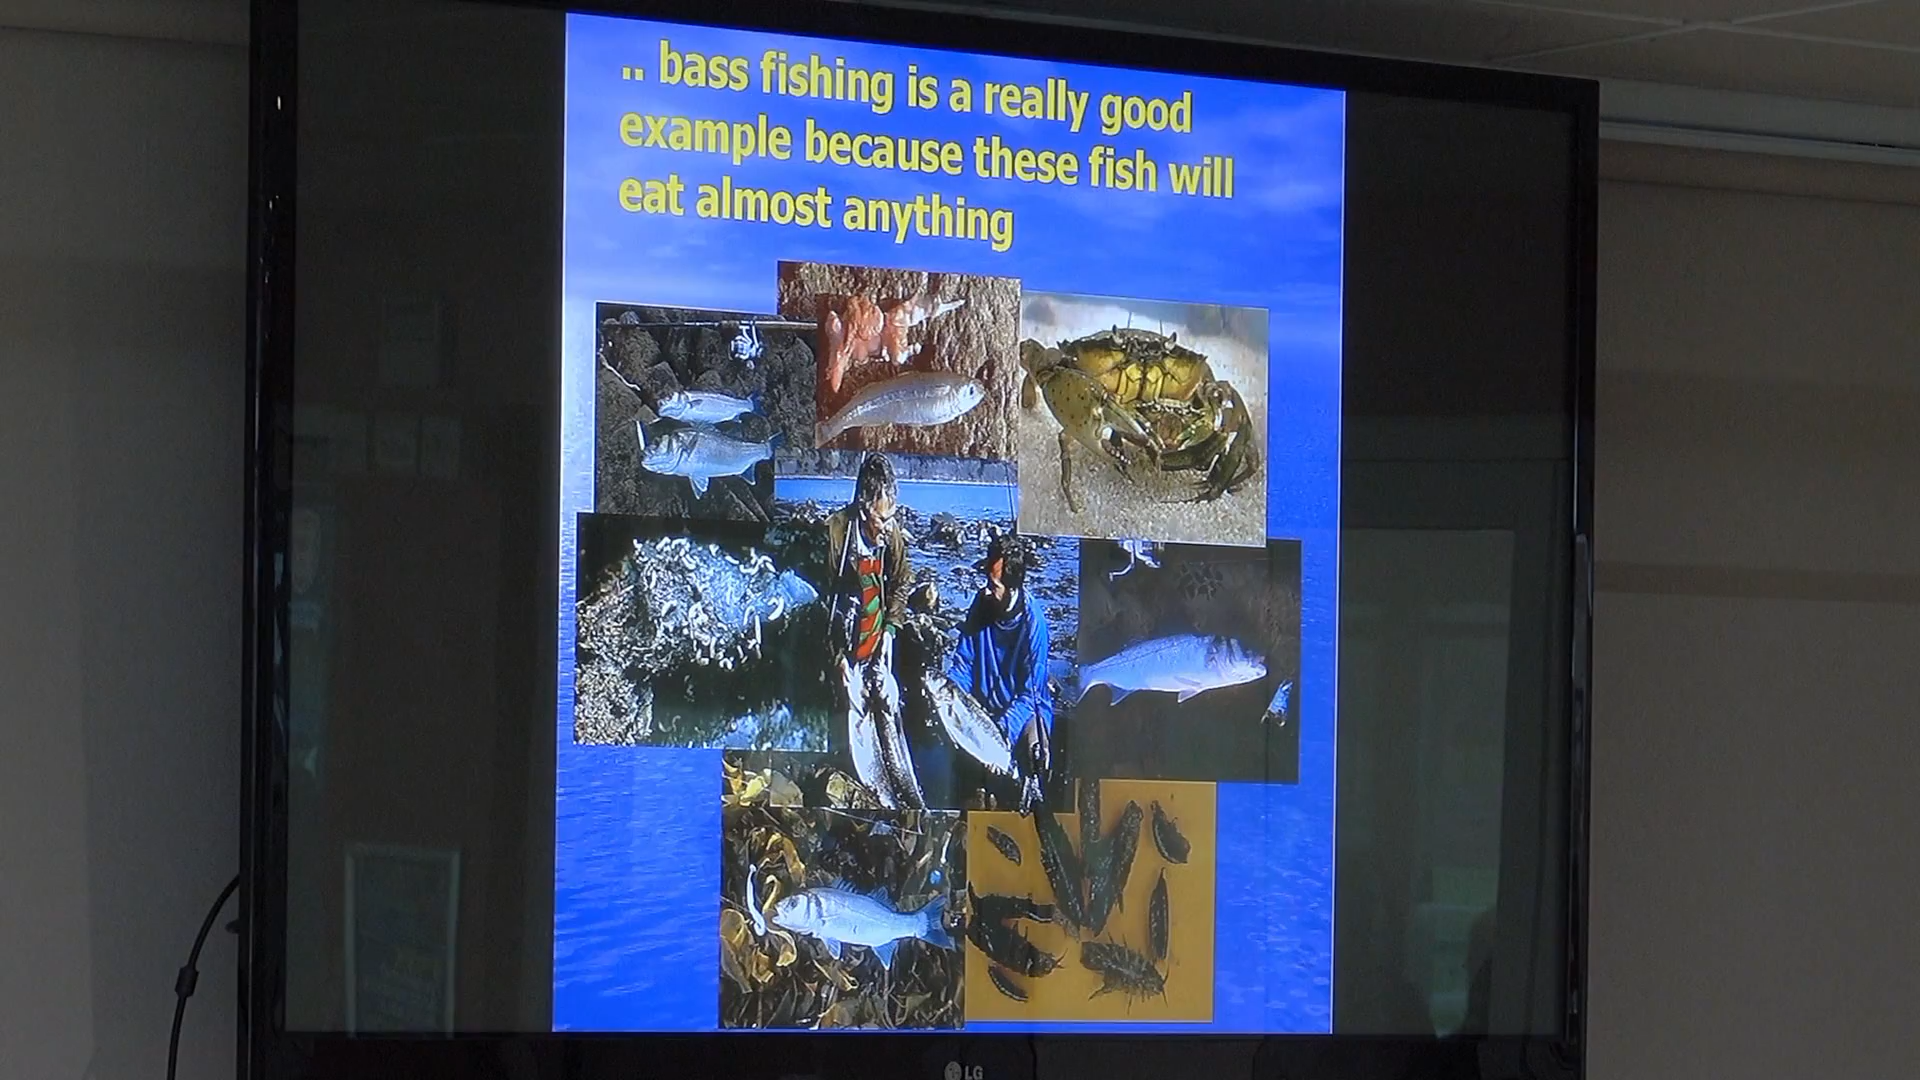 .. bass fishing is a really good
example because these fish will
eat almost anything
LG